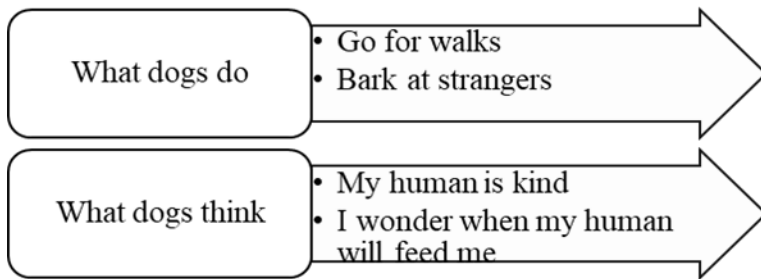 What dogs do
• Go for walks
• Bark at strangers
What dogs think
• My human is kind
• I wonder when my human
will feed me